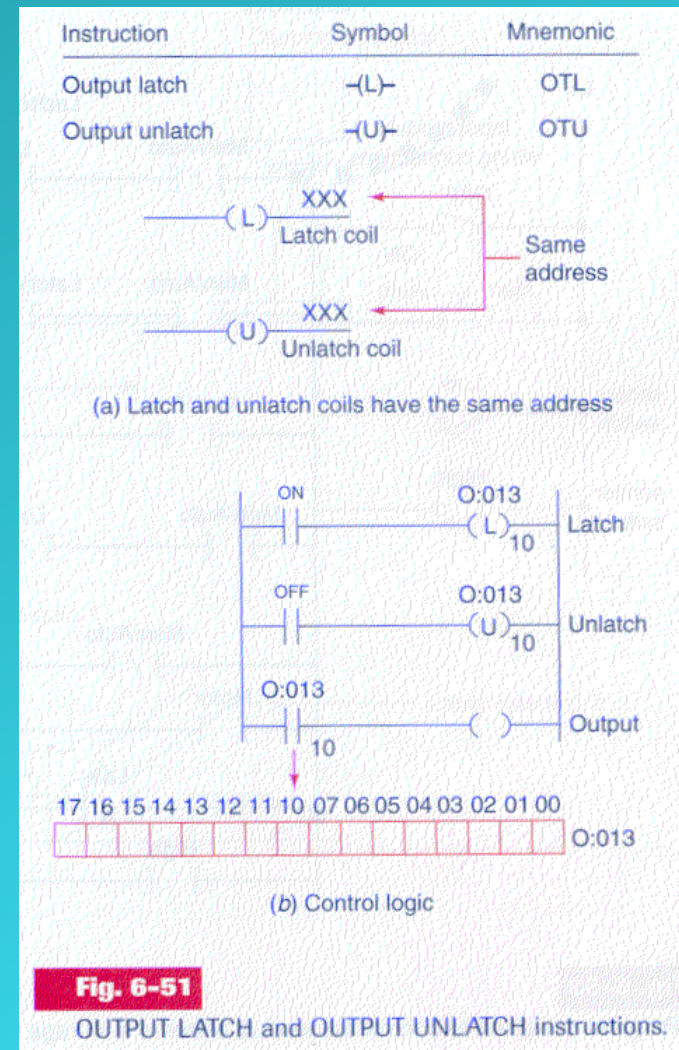 Instruction Symbol Mnemonic
Output latch -(L)- OTL
Output unlatch -(U)- OTU
(L) XXX
Latch coil
Same
address
(U) XXX
Unlatch coil
(a) Latch and unlatch coils have the same address
ON O:013
(L) 10 Latch
OFF O:013
(U) 10 Unlatch
O:013
10 ( ) Output
17 16 15 14 13 12 11 10 07 06 05 04 03 02 01 00
O:013
(b) Control logic
Fig. 6-51
OUTPUT LATCH and OUTPUT UNLATCH instructions.